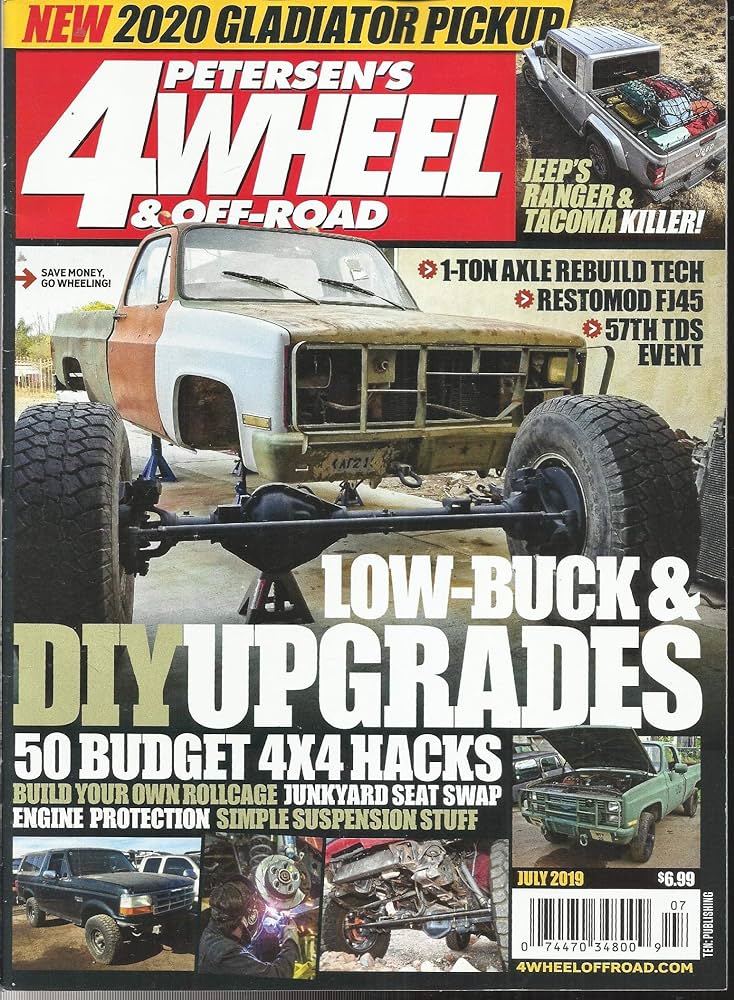 NEW 2020 GLADIATOR PICKUP
PETERSEN'S
4WHEEL
& OFF-ROAD
JEEP'S
RANGER &
TACOMA KILLER!
JEEP
SAVE MONEY,
GO WHEELING!
1-TON AXLE REBUILD TECH
RESTOMOD FJ45
57TH TDS
EVENT
LOW-BUCK &
DIY UPGRADES
50 BUDGET 4X4 HACKS
BUILD YOUR OWN ROLLCAGE JUNKYARD SEAT SWAP
ENGINE PROTECTION SIMPLE SUSPENSION STUFF
JULY 2019 $6.99
07
0 74470 34800 9
TEN: PUBLISHING
4WHEELOFFROAD.COM